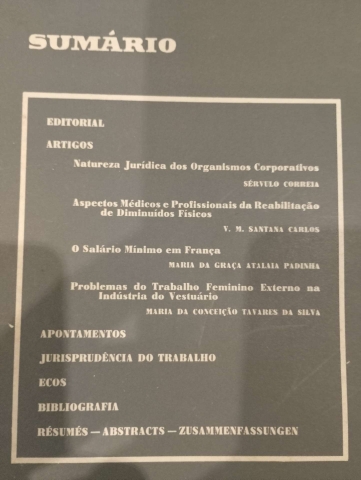 SUMÁRIO
EDITORIAL
ARTIGOS
Natureza Jurídica dos Organismos Corporativos
SÉRVULO CORREIA
Aspectos Médicos e Profissionais da Reabilitação
de Diminuídos Físicos
V. M. SANTANA CARLOS
O Salário Mínimo em França
MARIA DA GRAÇA ATALAIA PADINHA
Problemas do Trabalho Feminino Externo na
Indústria do Vestuário
MARIA DA CONCEIÇÃO TAVARES DA SILVA
APONTAMENTOS
JURISPRUDÊNCIA DO TRABALHO
ECOS
BIBLIOGRAFIA
RÉSUMÉS — ABSTRACTS — ZUSAMMENFASSUNGEN